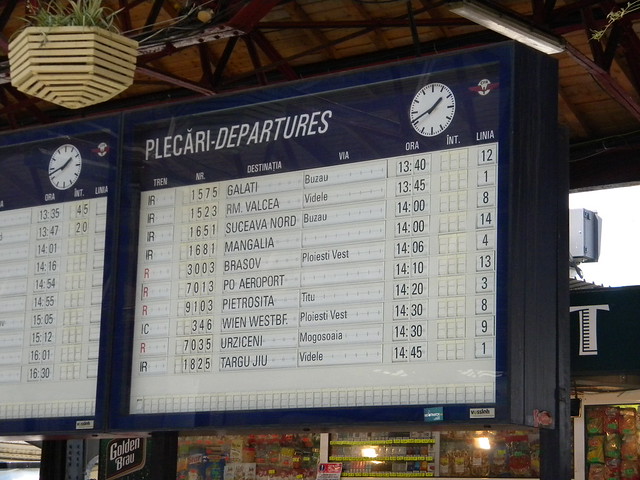 ORA ÎNT. LINIA
13:35 45
13:47 20
14:01
14:16
14:54
14:55
15:05
15:12
16:01
16:30
PLECĂRI-DEPARTURES
TREN NR. DESTINAȚIA VIA ORA ÎNT. LINIA
IR 1575 GALATI Buzau 13:40 12
IR 1523 RM. VALCEA Videle 13:45 1
IR 1651 SUCEAVA NORD Buzau 14:00 8
IR 1681 MANGALIA 14:00 14
R 3003 BRASOV Ploiesti Vest 14:06 4
R 7013 PO AEROPORT 14:10 13
R 9103 PIETROSITA Titu 14:20 3
IC 346 WIEN WESTBF. Ploiesti Vest 14:30 8
R 7035 URZICENI Mogosoaia 14:30 9
IR 1825 TARGU JIU Videle 14:45 1
Golden
Brau
T